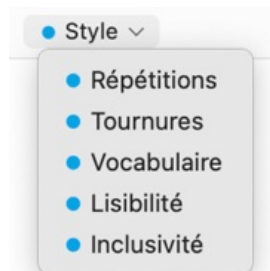 Style
Répétitions
Tournures
Vocabulaire
Lisibilité
Inclusivité